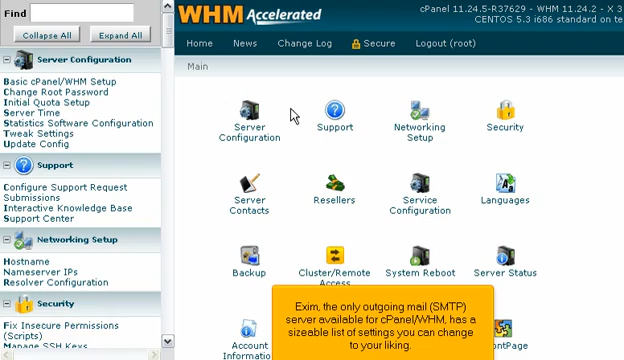 Find
Collapse All
Expand All
Server Configuration
Basic cPanel/WHM Setup
Change Root Password
Initial Quota Setup
Server Time
Statistics Software Configuration
Tweak Settings
Update Config
Support
Configure Support Request
Submissions
Interactive Knowledge Base
Support Center
Networking Setup
Hostname
Nameserver IPs
Resolver Configuration
Security
Fix Insecure Permissions
(Scripts)
Manage SSH Keys
WHM Accelerated
cPanel 11.24.5-R37629 - WHM 11.24.2 - X 3
CENTOS 5.3 i686 standard on
Home
News
Change Log
Secure
Logout (root)
Main
Server
Configuration
Support
Networking
Setup
Security
Server
Contacts
Resellers
Service
Configuration
Languages
Backup
Cluster/Remote
Access
System Reboot
Server Status
Account
Information
Exim, the only outgoing mail (SMTP)
server available for cPanel/WHM, has a
sizeable list of settings you can change
to your liking.